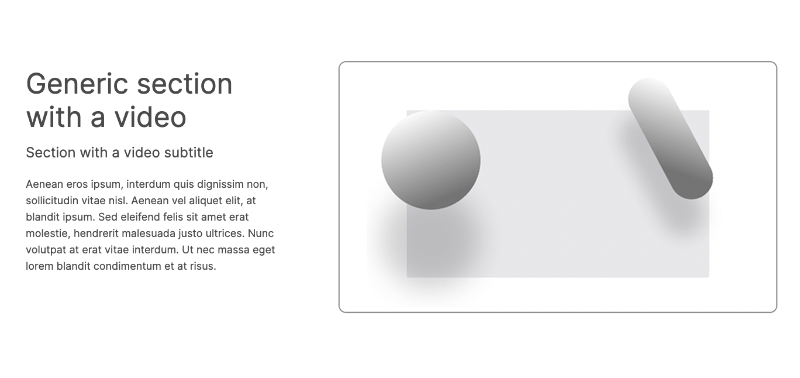 Generic section
with a video
Section with a video subtitle
Aenean eros ipsum, interdum quis dignissim non,
sollicitudin vitae nisl. Aenean vel aliquet elit, at
blandit ipsum. Sed eleifend felis sit amet erat
molestie, hendrerit malesuada justo ultrices. Nunc
volutpat at erat vitae interdum. Ut nec massa eget
lorem blandit condimentum et at risus.